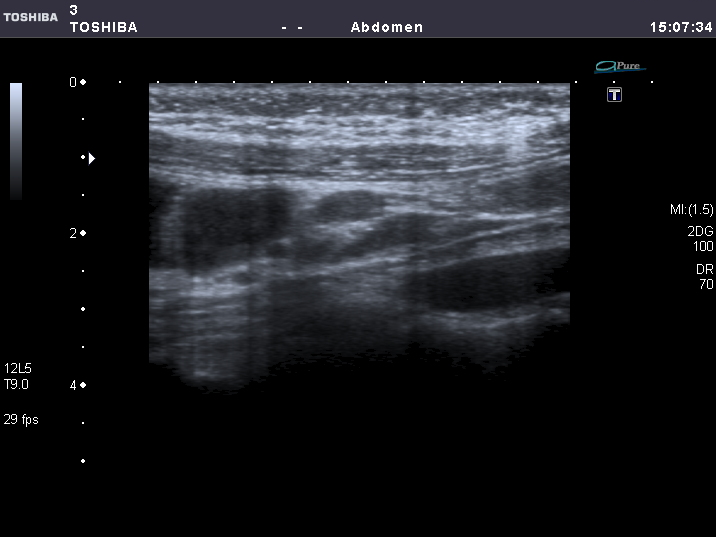 TOSHIBA
3
TOSHIBA
- -
Abdomen
15:07:34
Pure
T
0
2
4
MI:(1.5)
2DG
100
DR
70
12L5
T9.0
29 fps